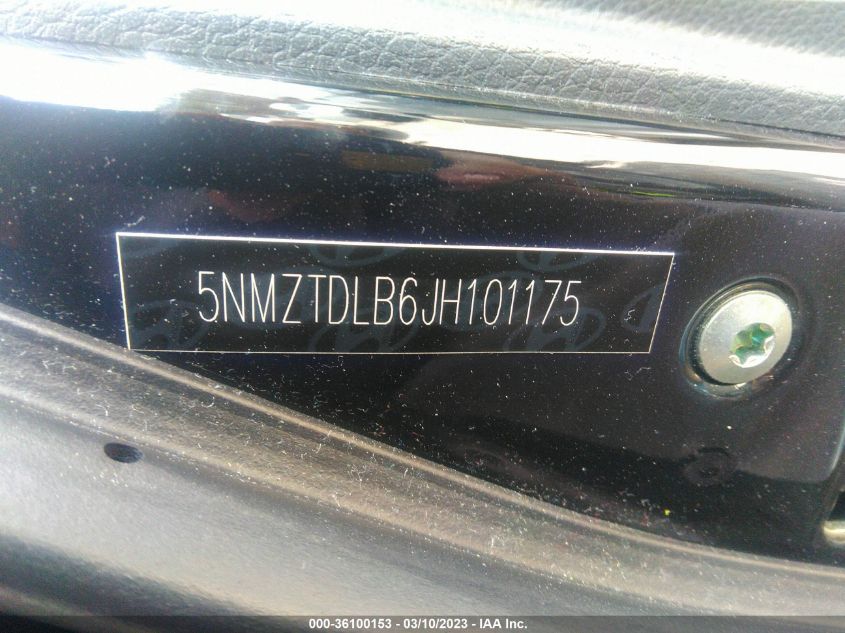 5NMZTDLB6JH101175
000-36100153 - 03/10/2023 - IAA Inc.